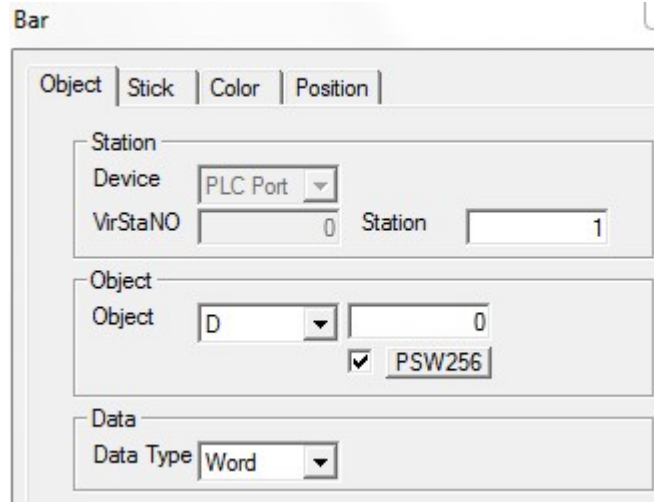 Bar
Object Stick Color Position
Station
Device PLC Port
VirStaNO 0 Station 1
Object
Object D 0
PSW256
Data
Data Type Word